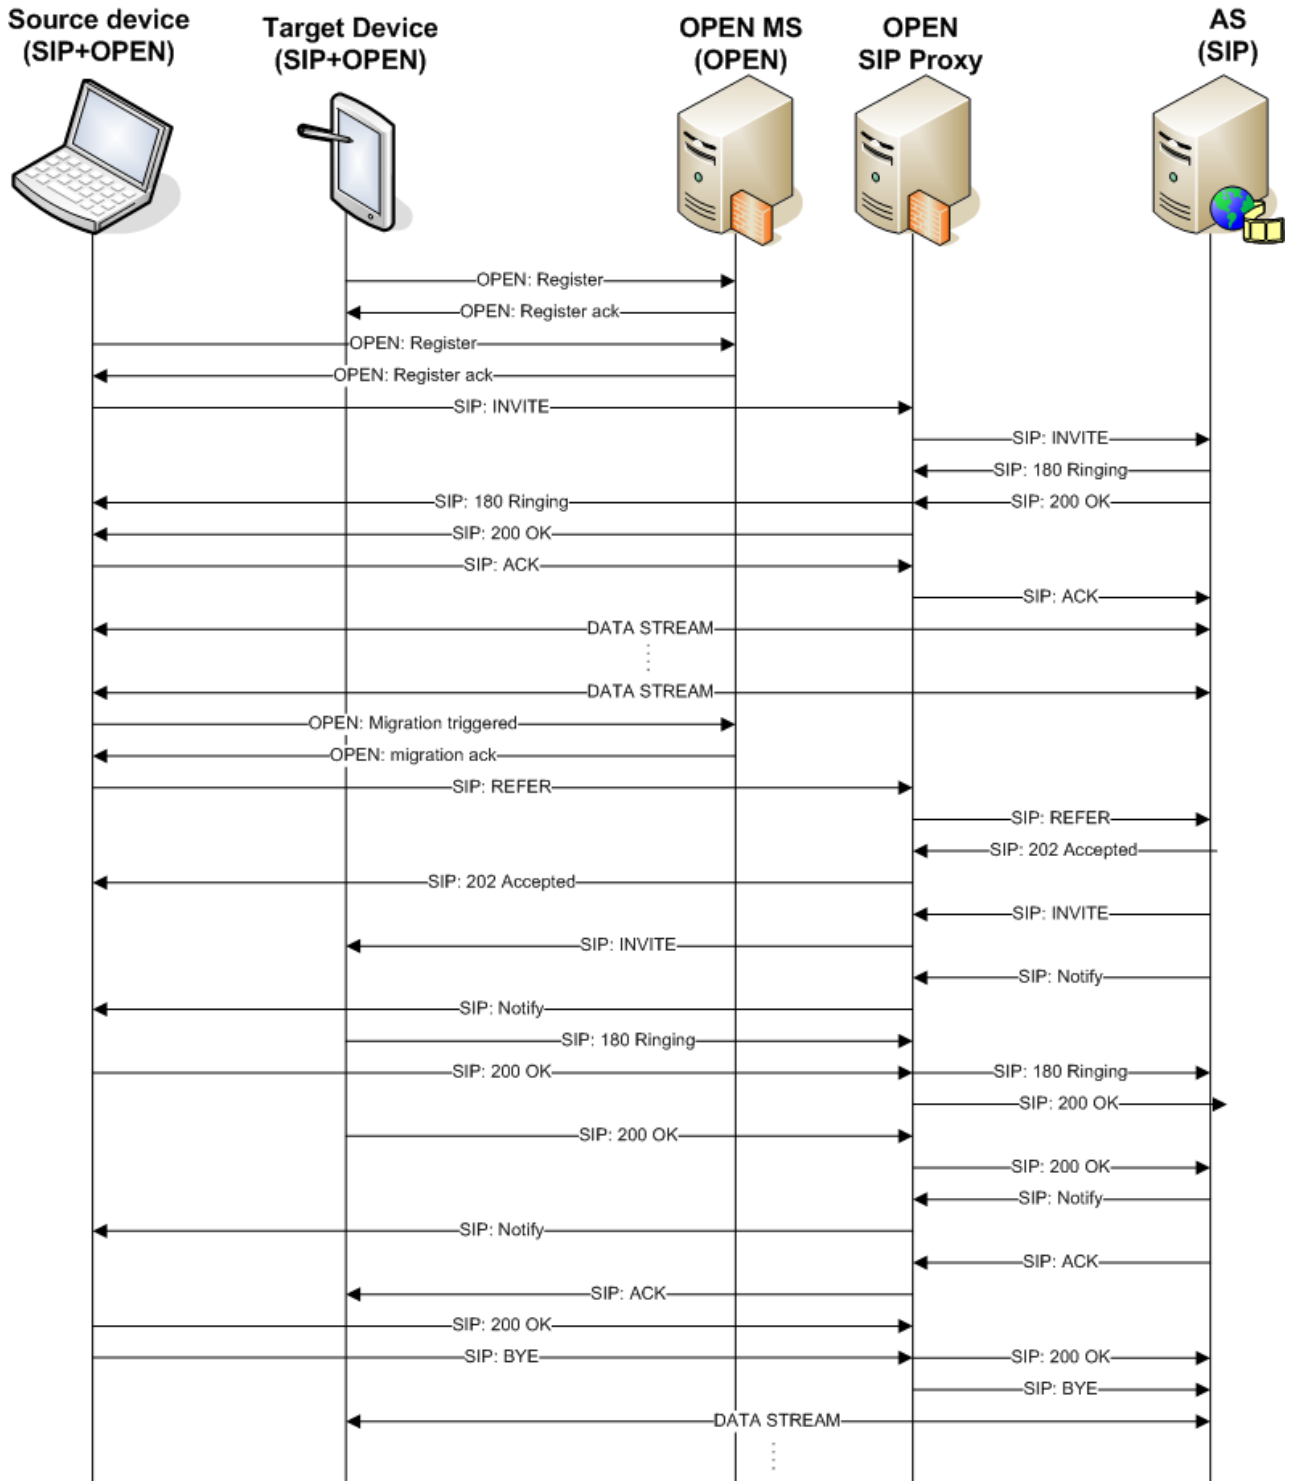 Source device
(SIP+OPEN)
Target Device
(SIP+OPEN)
OPEN MS
(OPEN)
OPEN
SIP Proxy
AS
(SIP)
OPEN: Register
OPEN: Register ack
OPEN: Register
OPEN: Register ack
SIP: INVITE
SIP: INVITE
SIP: 180 Ringing
SIP: 180 Ringing
SIP: 200 OK
SIP: 200 OK
SIP: ACK
SIP: ACK
DATA STREAM
DATA STREAM
OPEN: Migration triggered
OPEN: migration ack
SIP: REFER
SIP: REFER
SIP: 202 Accepted
SIP: 202 Accepted
SIP: INVITE
SIP: INVITE
SIP: Notify
SIP: Notify
SIP: 180 Ringing
SIP: 200 OK
SIP: 180 Ringing
SIP: 200 OK
SIP: 200 OK
SIP: 200 OK
SIP: Notify
SIP: Notify
SIP: ACK
SIP: ACK
SIP: 200 OK
SIP: BYE
SIP: 200 OK
SIP: BYE
DATA STREAM